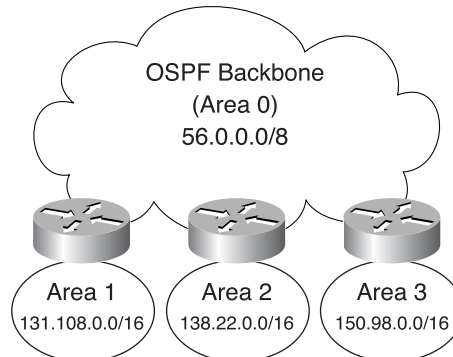 OSPF Backbone
(Area 0)
56.0.0.0/8
Area 1
131.108.0.0/16
Area 2
138.22.0.0/16
Area 3
150.98.0.0/16